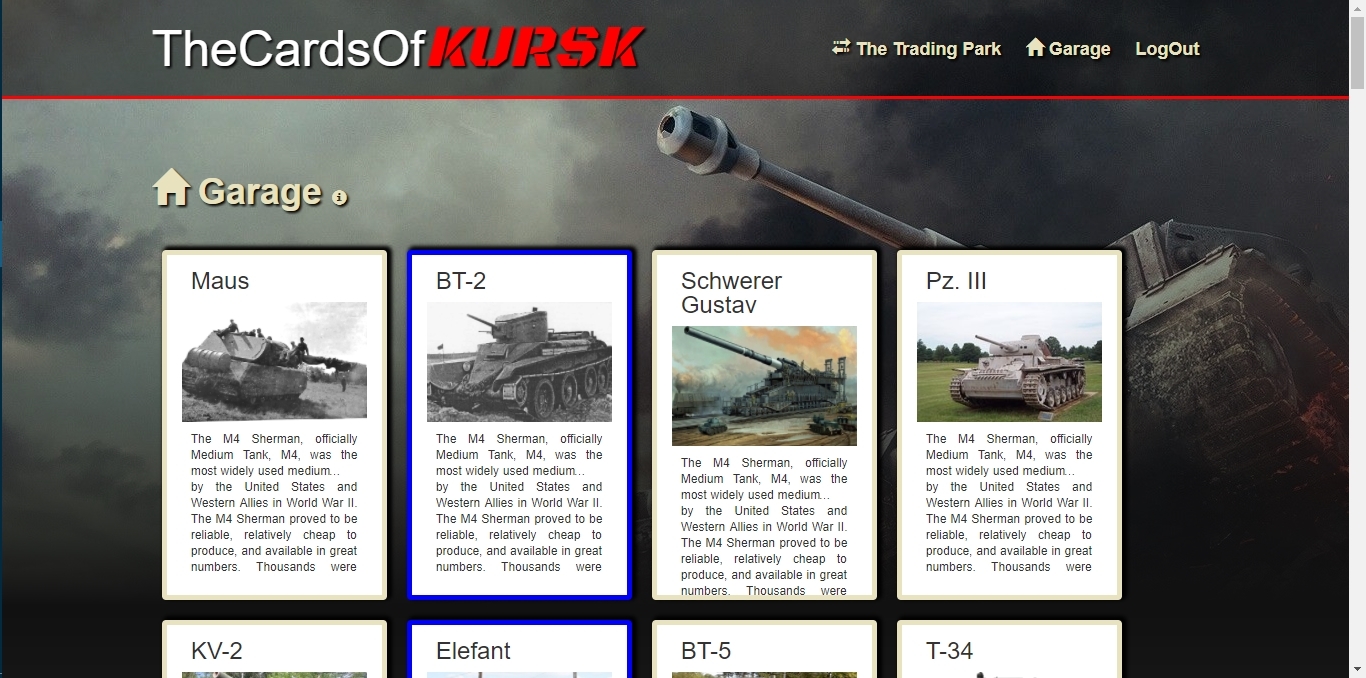 TheCardsOfKURSK
The Trading Park
Garage
LogOut
Garage
Maus
The M4 Sherman, officially
Medium Tank, M4, was the
most widely used medium...
by the United States and
Western Allies in World War II.
The M4 Sherman proved to be
reliable, relatively cheap to
produce, and available in great
numbers. Thousands were
BT-2
The M4 Sherman, officially
Medium Tank, M4, was the
most widely used medium...
by the United States and
Western Allies in World War II.
The M4 Sherman proved to be
reliable, relatively cheap to
produce, and available in great
numbers. Thousands were
Schwerer
Gustav
The M4 Sherman, officially
Medium Tank, M4, was the
most widely used medium...
by the United States and
Western Allies in World War II.
The M4 Sherman proved to be
reliable, relatively cheap to
produce, and available in great
numbers. Thousands were
Pz. III
The M4 Sherman, officially
Medium Tank, M4, was the
most widely used medium...
by the United States and
Western Allies in World War II.
The M4 Sherman proved to be
reliable, relatively cheap to
produce, and available in great
numbers. Thousands were
KV-2
Elefant
BT-5
T-34